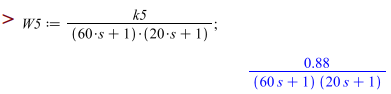 > W5 := k5 / ((60·s + 1)·(20·s + 1));
0.88 / ((60 s + 1) (20 s + 1))